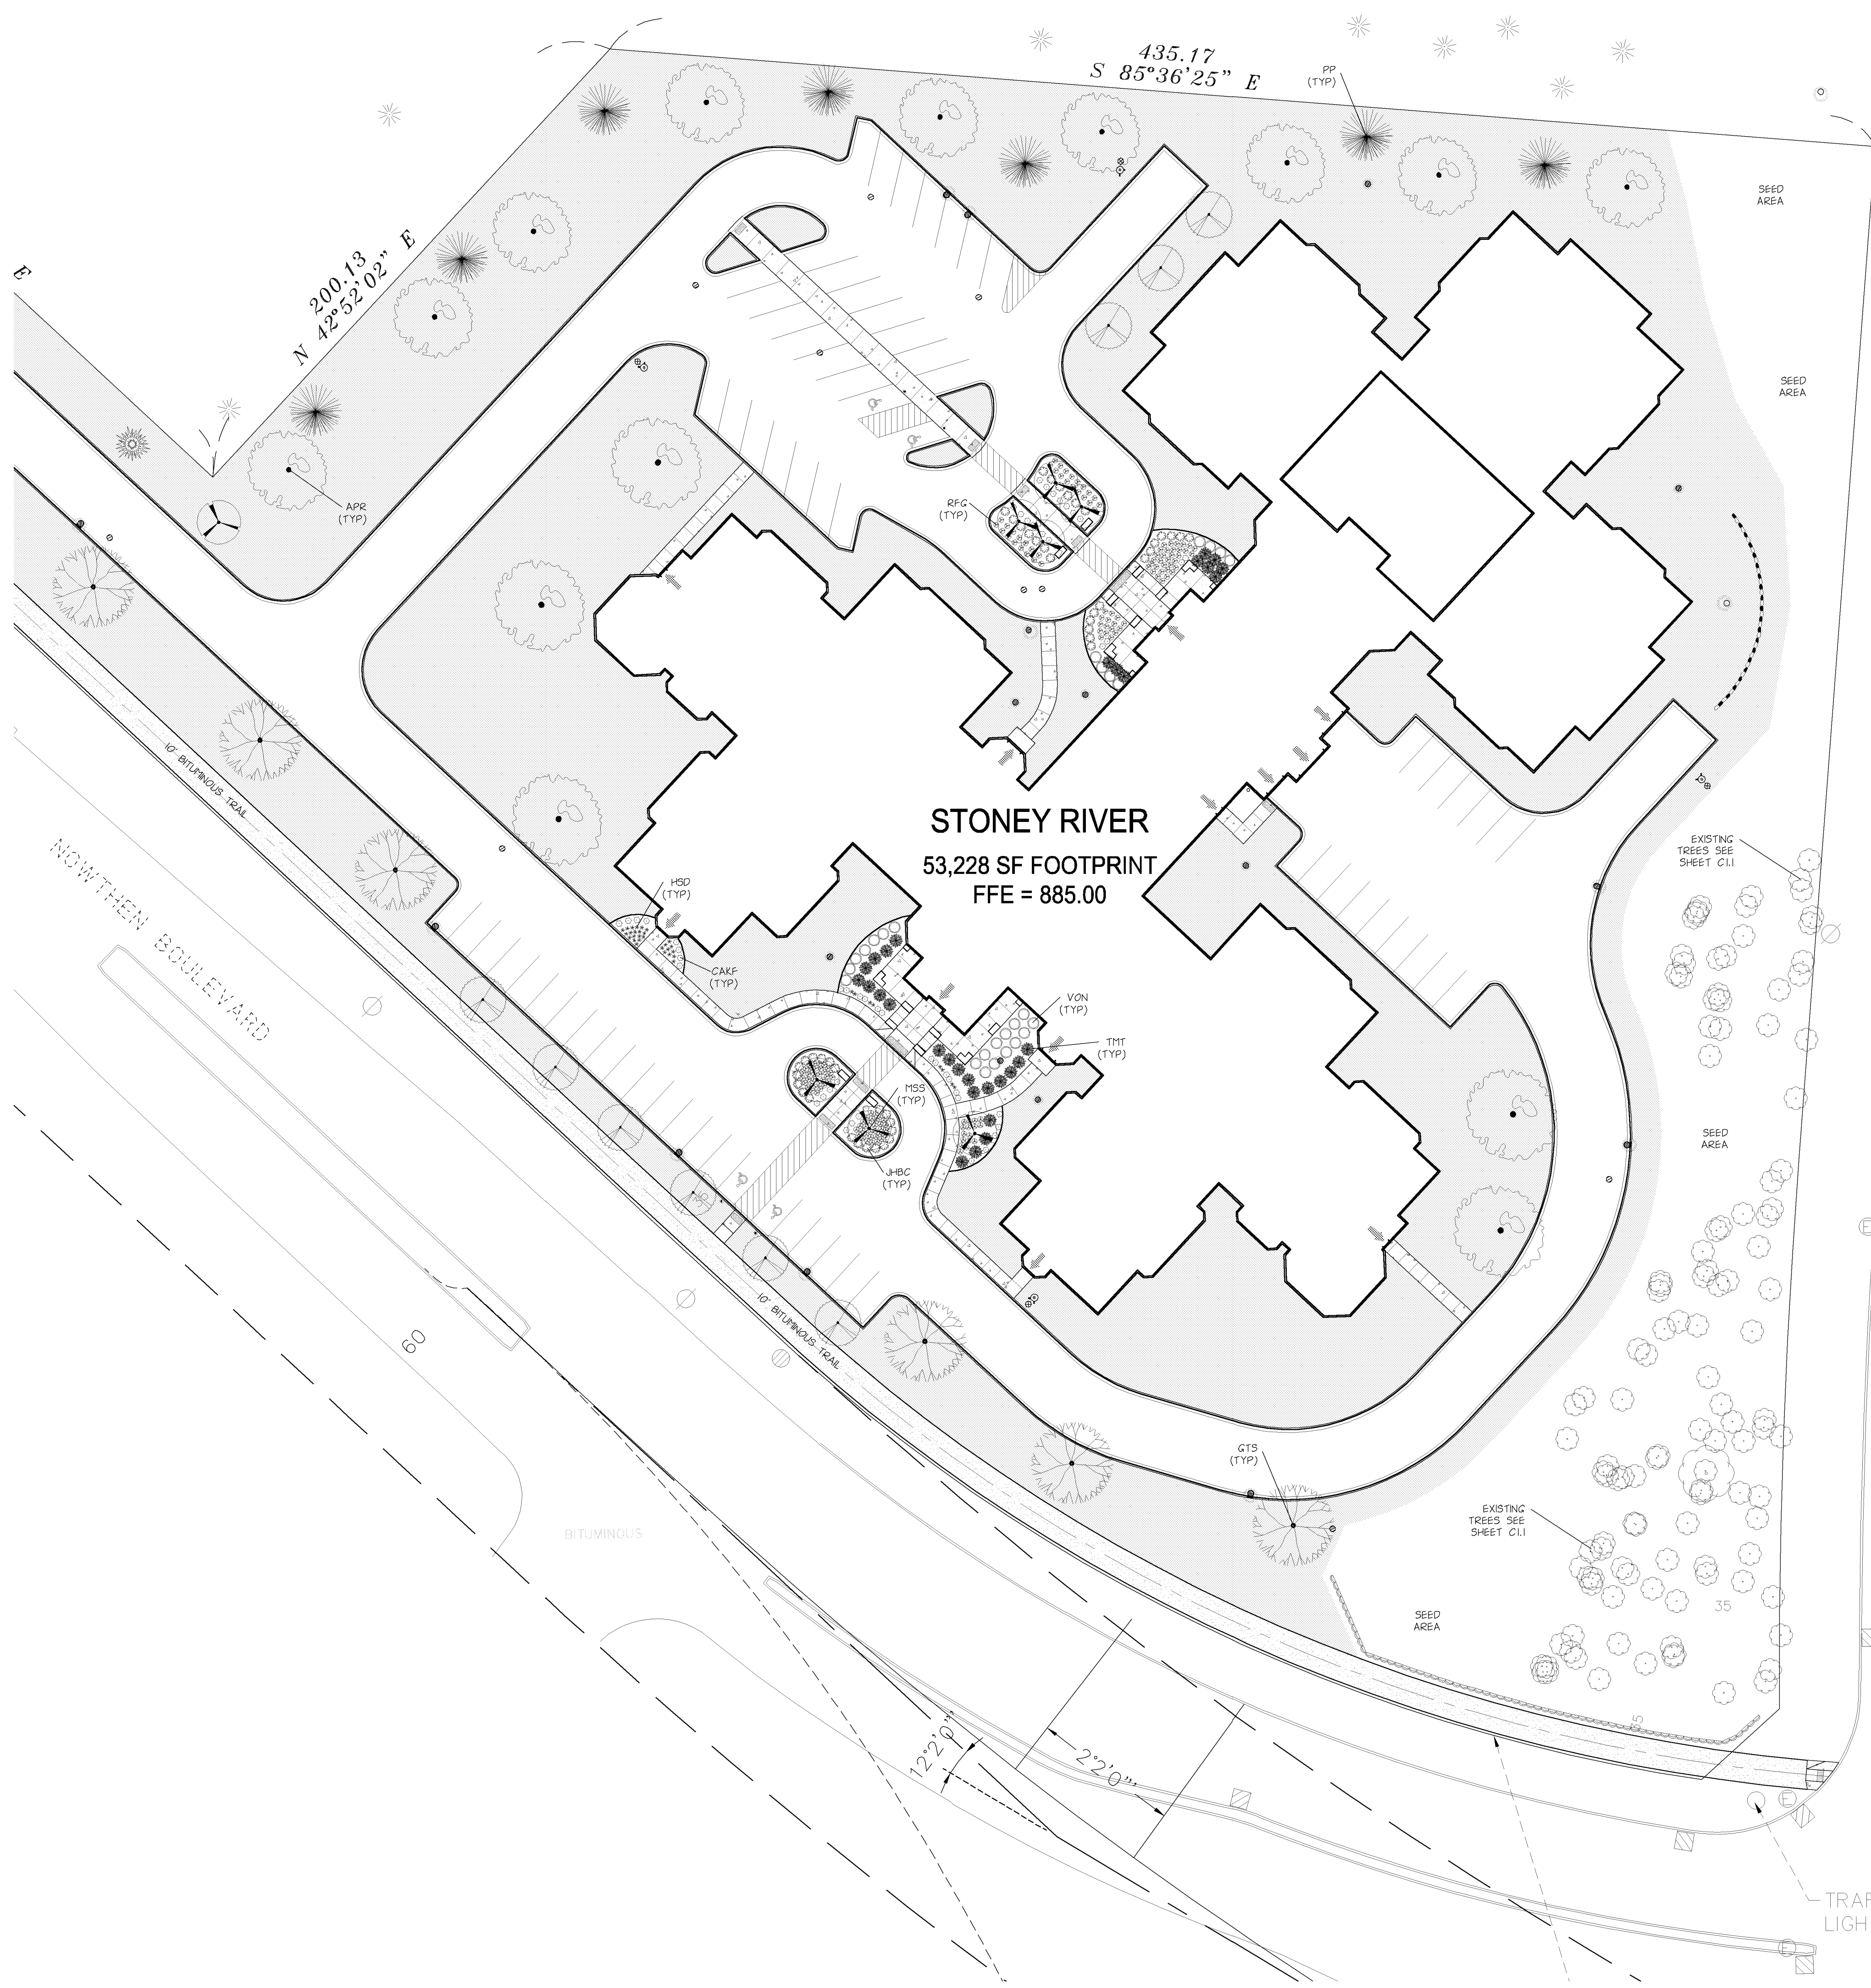 435.17
S 85°36'25" E
PP
(TYP)
SEED
AREA
E
200.13
N 42°52'02" E
SEED
AREA
APR
(TYP)
RFG
(TYP)
10' BITUMINOUS TRAIL
NOWTHEN BOULEVARD
STONEY RIVER
53,228 SF FOOTPRINT
FFE = 885.00
EXISTING
TREES SEE
SHEET C1.1
HSD
(TYP)
CAKF
(TYP)
VON
(TYP)
TMT
(TYP)
MSS
(TYP)
JHBC
(TYP)
SEED
AREA
E
10' BITUMINOUS TRAIL
60
GTS
(TYP)
BITUMINOUS
EXISTING
TREES SEE
SHEET C1.1
35
SEED
AREA
12°2'0"
2°2'0"
E
TRAF
LIGH